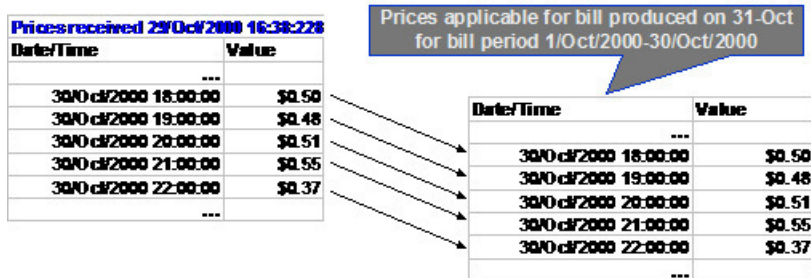 Prices received 29/Oct/2000 16:38:228
Date/Time Value
...
30/Oct/2000 18:00:00 $0.50
30/Oct/2000 19:00:00 $0.48
30/Oct/2000 20:00:00 $0.51
30/Oct/2000 21:00:00 $0.55
30/Oct/2000 22:00:00 $0.37
...
Prices applicable for bill produced on 31-Oct
for bill period 1/Oct/2000-30/Oct/2000
Date/Time Value
...
30/Oct/2000 18:00:00 $0.50
30/Oct/2000 19:00:00 $0.48
30/Oct/2000 20:00:00 $0.51
30/Oct/2000 21:00:00 $0.55
30/Oct/2000 22:00:00 $0.37
...